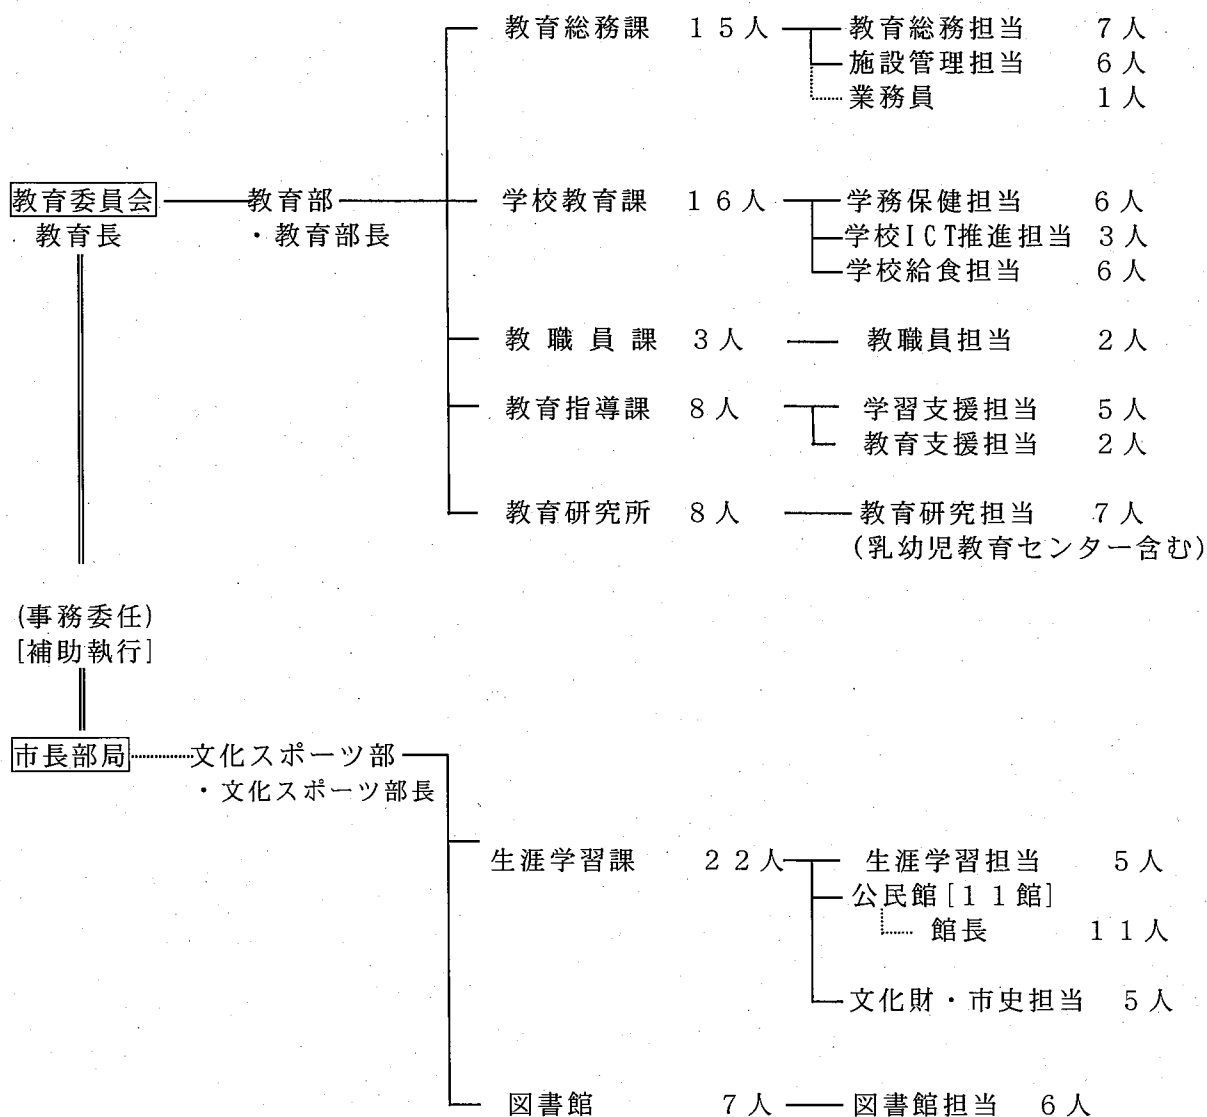 教育総務課 １５人 教育総務担当 ７人
施設管理担当 ６人
業務員 １人
教育委員会 教育部 学校教育課 １６人 学務保健担当 ６人
教育長 ・教育部長 学校ICT推進担当 ３人
学校給食担当 ６人
教職員課 ３人 教職員担当 ２人
教育指導課 ８人 学習支援担当 ５人
教育支援担当 ２人
教育研究所 ８人 教育研究担当 ７人
(乳幼児教育センター含む)
(事務委任)
[補助執行]
市長部局 文化スポーツ部
・文化スポーツ部長
生涯学習課 ２２人 生涯学習担当 ５人
公民館[１１館]
館長 １１人
文化財・市史担当 ５人
図書館 ７人 図書館担当 ６人